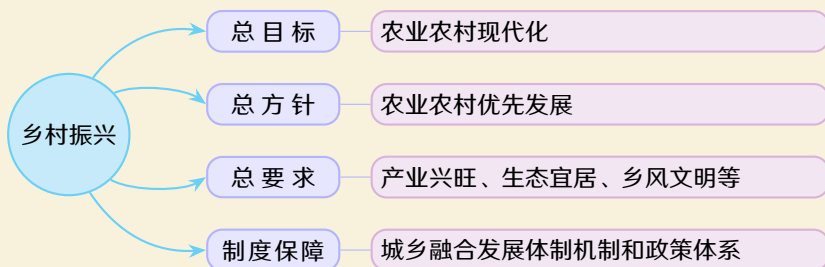 乡村振兴
总目标
农业农村现代化
总方针
农业农村优先发展
总要求
产业兴旺、生态宜居、乡风文明等
制度保障
城乡融合发展体制机制和政策体系